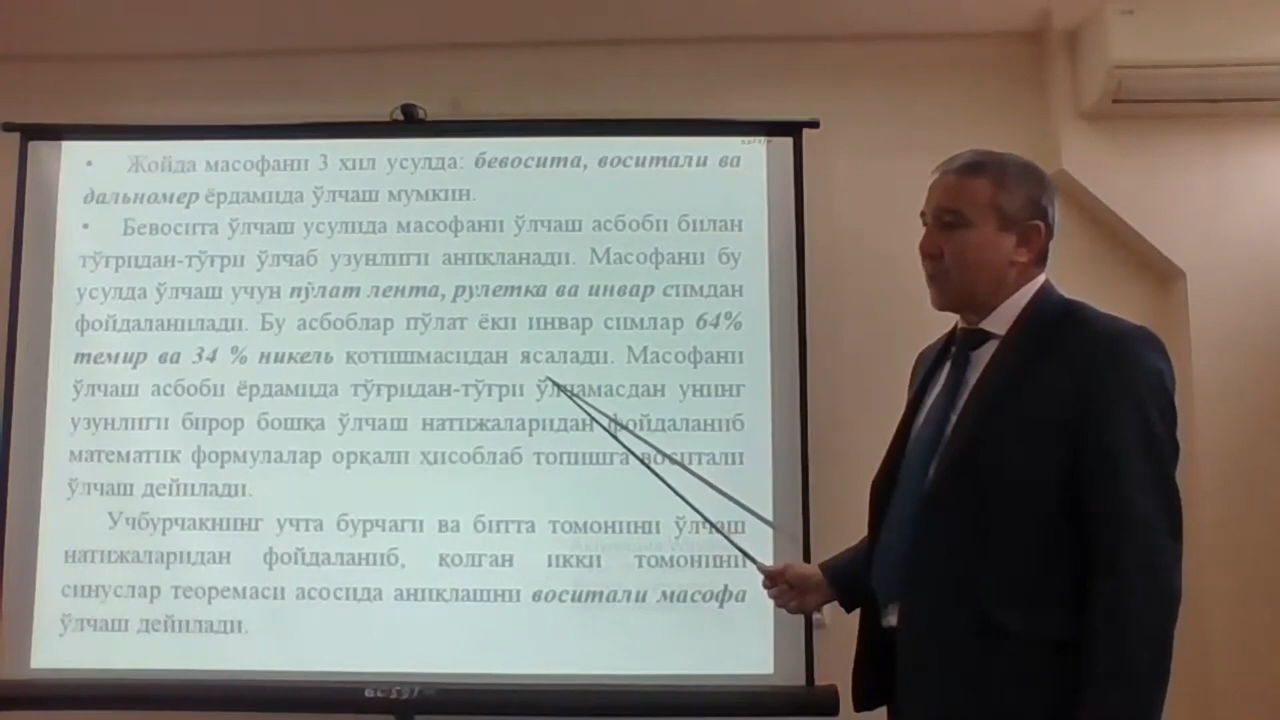 • Жойда масофани 3 хил усулда: бевосита, воситали ва
дальномер ёрдамида ўлчаш мумкин.
• Бевосита ўлчаш усулида масофани ўлчаш асбоби билан
тўғридан-тўғри ўлчаб узунлиги аниқланади. Масофани бу
усулда ўлчаш учун пўлат лента, рулетка ва инвар симдан
фойдаланилади. Бу асбоблар пўлат ёки инвар симлар 64%
темир ва 34 % никель қотишмасидан ясалади. Масофани
ўлчаш асбоби ёрдамида тўғридан-тўғри ўлчамасдан унинг
узунлиги бирор бошқа ўлчаш натижаларидан фойдаланиб
математик формулалар орқали ҳисоблаб топишга воситали
ўлчаш дейилади.
Учбурчакнинг учта бурчаги ва битта томонини ўлчаш
натижаларидан фойдаланиб, қолган икки томонини
синуслар теоремаси асосида аниқлашни воситали масофа
ўлчаш дейилади.